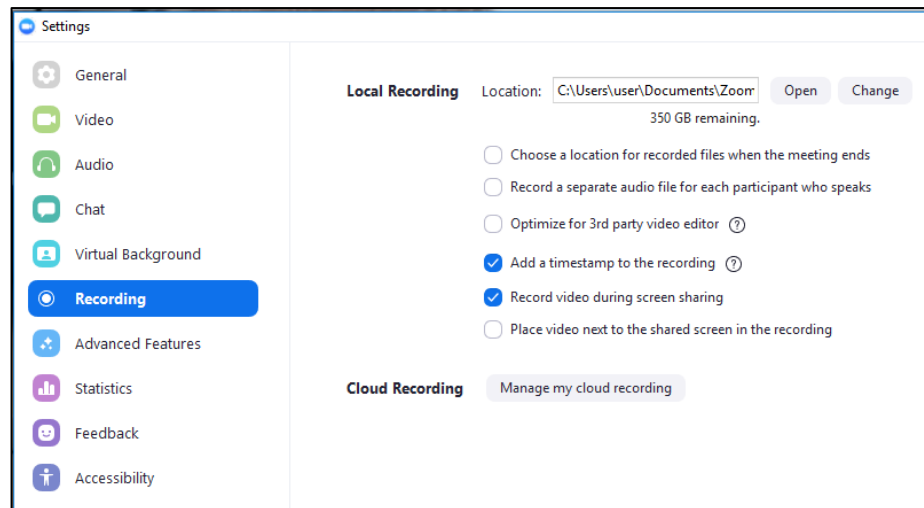 Settings
General
Video
Audio
Chat
Virtual Background
Recording
Advanced Features
Statistics
Feedback
Accessibility
Local Recording Location: C:\Users\user\Documents\Zoom Open Change
350 GB remaining.
Choose a location for recorded files when the meeting ends
Record a separate audio file for each participant who speaks
Optimize for 3rd party video editor ?
Add a timestamp to the recording ?
Record video during screen sharing
Place video next to the shared screen in the recording
Cloud Recording Manage my cloud recording